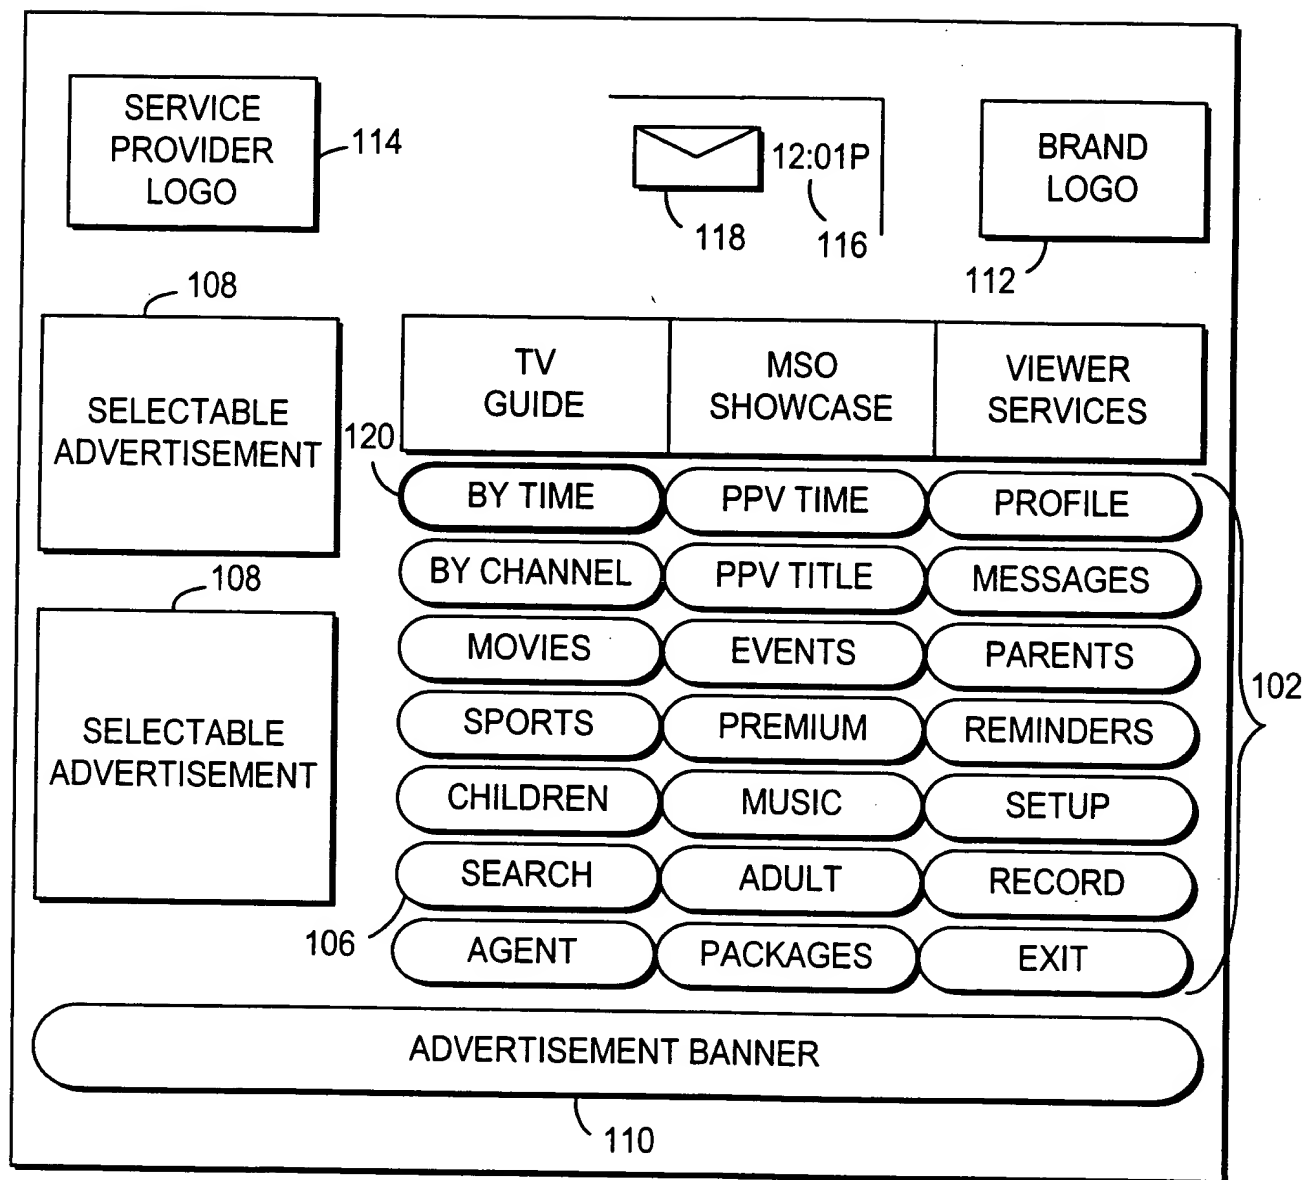 SERVICE
PROVIDER
LOGO
114
12:01P
118
116
BRAND
LOGO
112
108
SELECTABLE
ADVERTISEMENT
108
SELECTABLE
ADVERTISEMENT
TV
GUIDE
MSO
SHOWCASE
VIEWER
SERVICES
120
BY TIME
PPV TIME
PROFILE
BY CHANNEL
PPV TITLE
MESSAGES
MOVIES
EVENTS
PARENTS
102
SPORTS
PREMIUM
REMINDERS
CHILDREN
MUSIC
SETUP
SEARCH
ADULT
RECORD
106
AGENT
PACKAGES
EXIT
ADVERTISEMENT BANNER
110